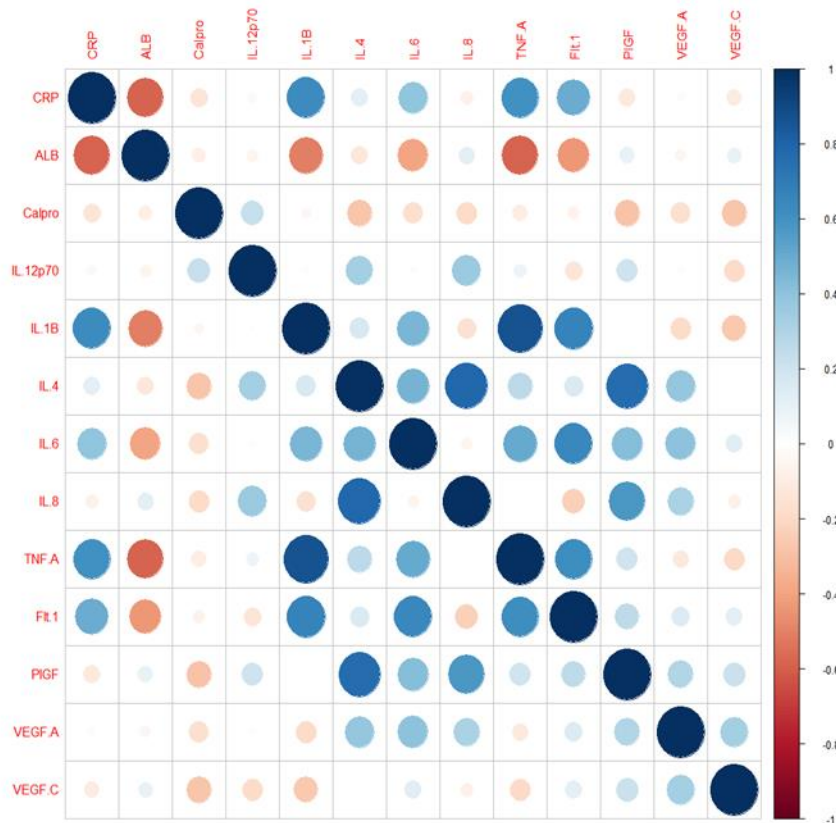 CRP ALB Calpro IL.12p70 IL.1B IL.4 IL.6 IL.8 TNF.A Flt.1 PlGF VEGF.A VEGF.C
CRP
ALB
Calpro
IL.12p70
IL.1B
IL.4
IL.6
IL.8
TNF.A
Flt.1
PlGF
VEGF.A
VEGF.C
1
0.8
0.6
0.4
0.2
0
-0.2
-0.4
-0.6
-0.8
-1